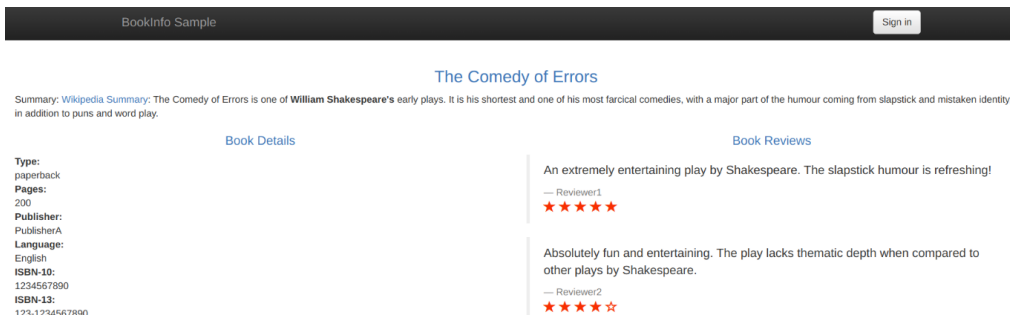 BookInfo Sample
Sign in
The Comedy of Errors
Summary: Wikipedia Summary: The Comedy of Errors is one of William Shakespeare's early plays. It is his shortest and one of his most farcical comedies, with a major part of the humour coming from slapstick and mistaken identity,
in addition to puns and word play.
Book Details
Type:
paperback
Pages:
200
Publisher:
PublisherA
Language:
English
ISBN-10:
1234567890
ISBN-13:
123-1234567890
Book Reviews
An extremely entertaining play by Shakespeare. The slapstick humour is refreshing!
— Reviewer1
★★★★★
Absolutely fun and entertaining. The play lacks thematic depth when compared to
other plays by Shakespeare.
— Reviewer2
★★★★☆